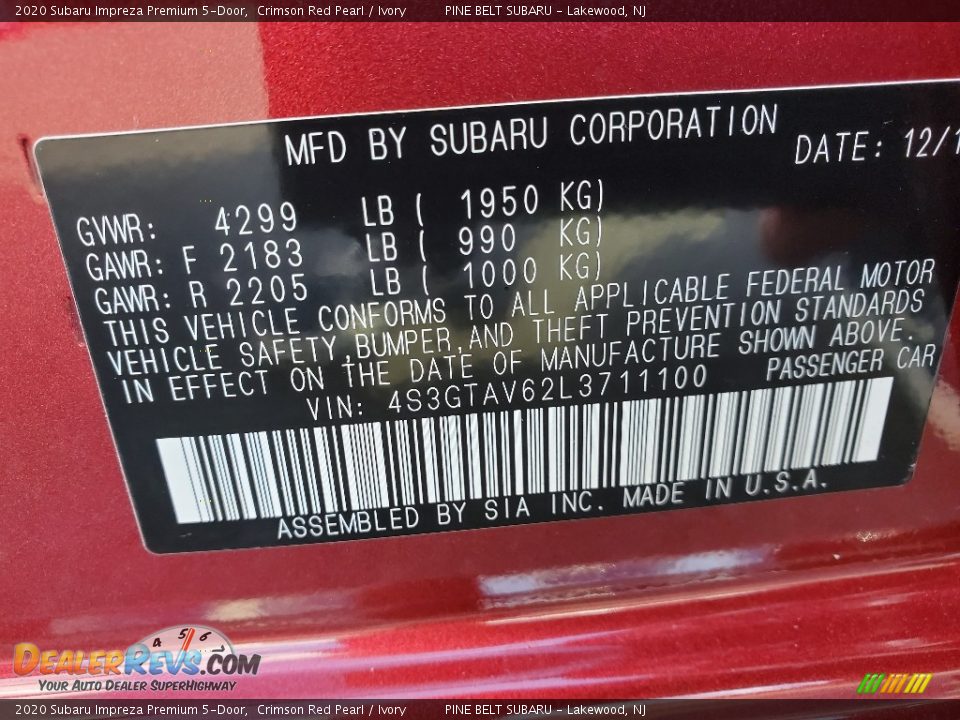 2020 Subaru Impreza Premium 5-Door, Crimson Red Pearl / Ivory PINE BELT SUBARU - Lakewood, NJ
MFD BY SUBARU CORPORATION DATE: 12/1
GVWR: 4299 LB ( 1950 KG)
GAWR: F 2183 LB ( 990 KG)
GAWR: R 2205 LB ( 1000 KG)
THIS VEHICLE CONFORMS TO ALL APPLICABLE FEDERAL MOTOR
VEHICLE SAFETY,BUMPER,AND THEFT PREVENTION STANDARDS
IN EFFECT ON THE DATE OF MANUFACTURE SHOWN ABOVE.
VIN: 4S3GTAV62L3711100 PASSENGER CAR
ASSEMBLED BY SIA INC. MADE IN U.S.A.
4 5 6 7
DEALERREVS.COM
YOUR AUTO DEALER SUPERHIGHWAY
2020 Subaru Impreza Premium 5-Door, Crimson Red Pearl / Ivory PINE BELT SUBARU - Lakewood, NJ